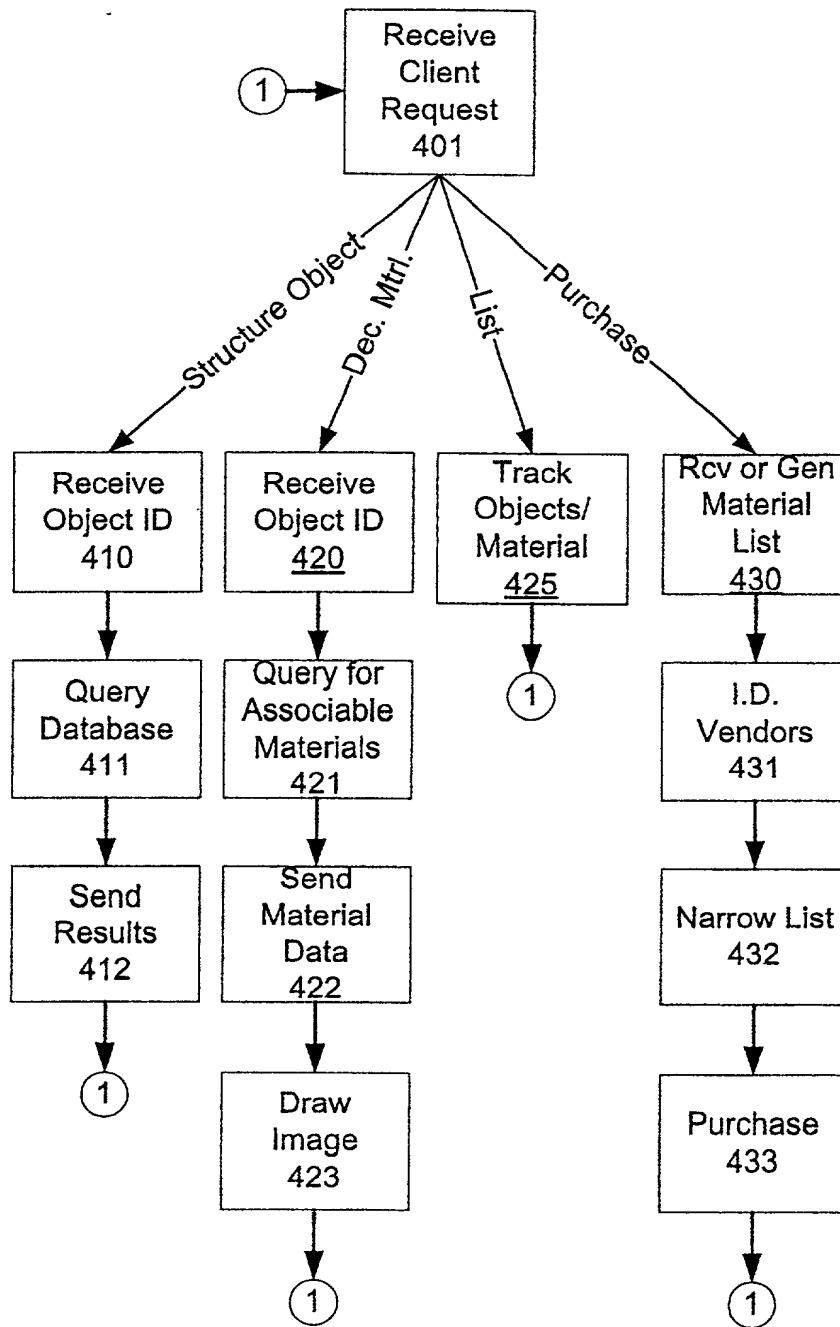 Receive
Client
Request
401
1
Structure Object
Dec. Mtrl.
List
Purchase
Receive
Object ID
410
Receive
Object ID
420
Track
Objects/
Material
425
Rcv or Gen
Material
List
430
Query
Database
411
Query for
Associable
Materials
421
1
I.D.
Vendors
431
Send
Results
412
Send
Material
Data
422
Narrow List
432
1
Draw
Image
423
Purchase
433
1
1